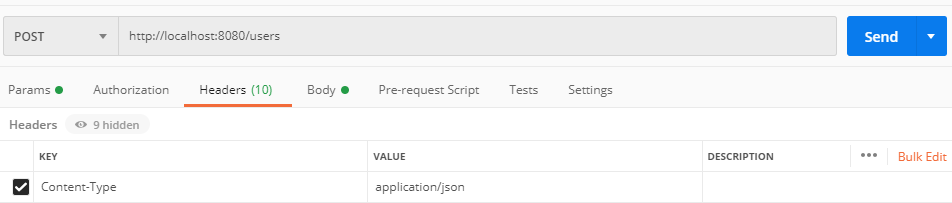 POST http://localhost:8080/users Send
Params Authorization Headers (10) Body Pre-request Script Tests Settings
Headers 9 hidden
KEY VALUE DESCRIPTION ••• Bulk Edit
Content-Type application/json